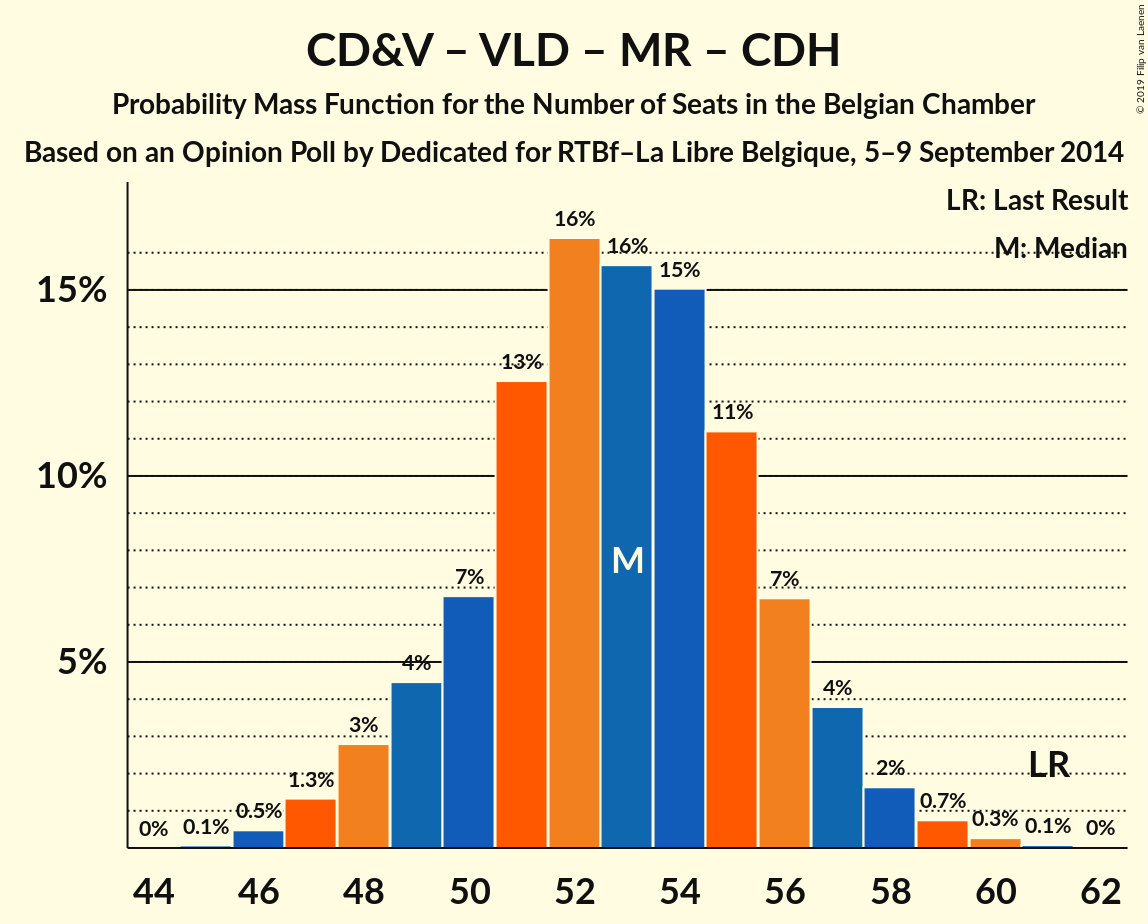 CD&V – VLD – MR – CDH
Probability Mass Function for the Number of Seats in the Belgian Chamber
Based on an Opinion Poll by Dedicated for RTBf–La Libre Belgique, 5–9 September 2014
© 2019 Filip van Laenen
LR: Last Result
M: Median
15%
10%
5%
0%
0.1%
0.5%
1.3%
3%
4%
7%
13%
16%
16%
15%
11%
7%
4%
2%
0.7%
0.3%
0.1%
0%
M
LR
44 46 48 50 52 54 56 58 60 62